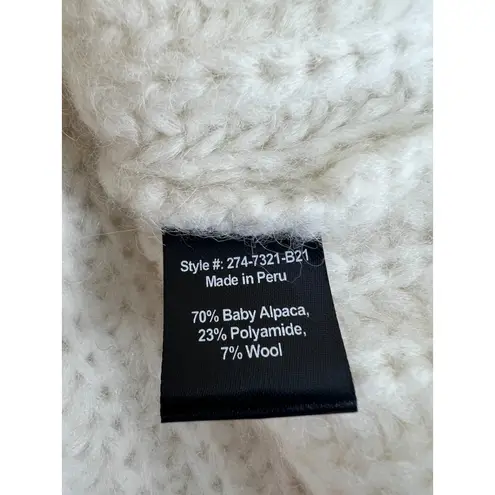 Style #: 274-7321-B21
Made in Peru
70% Baby Alpaca,
23% Polyamide,
7% Wool